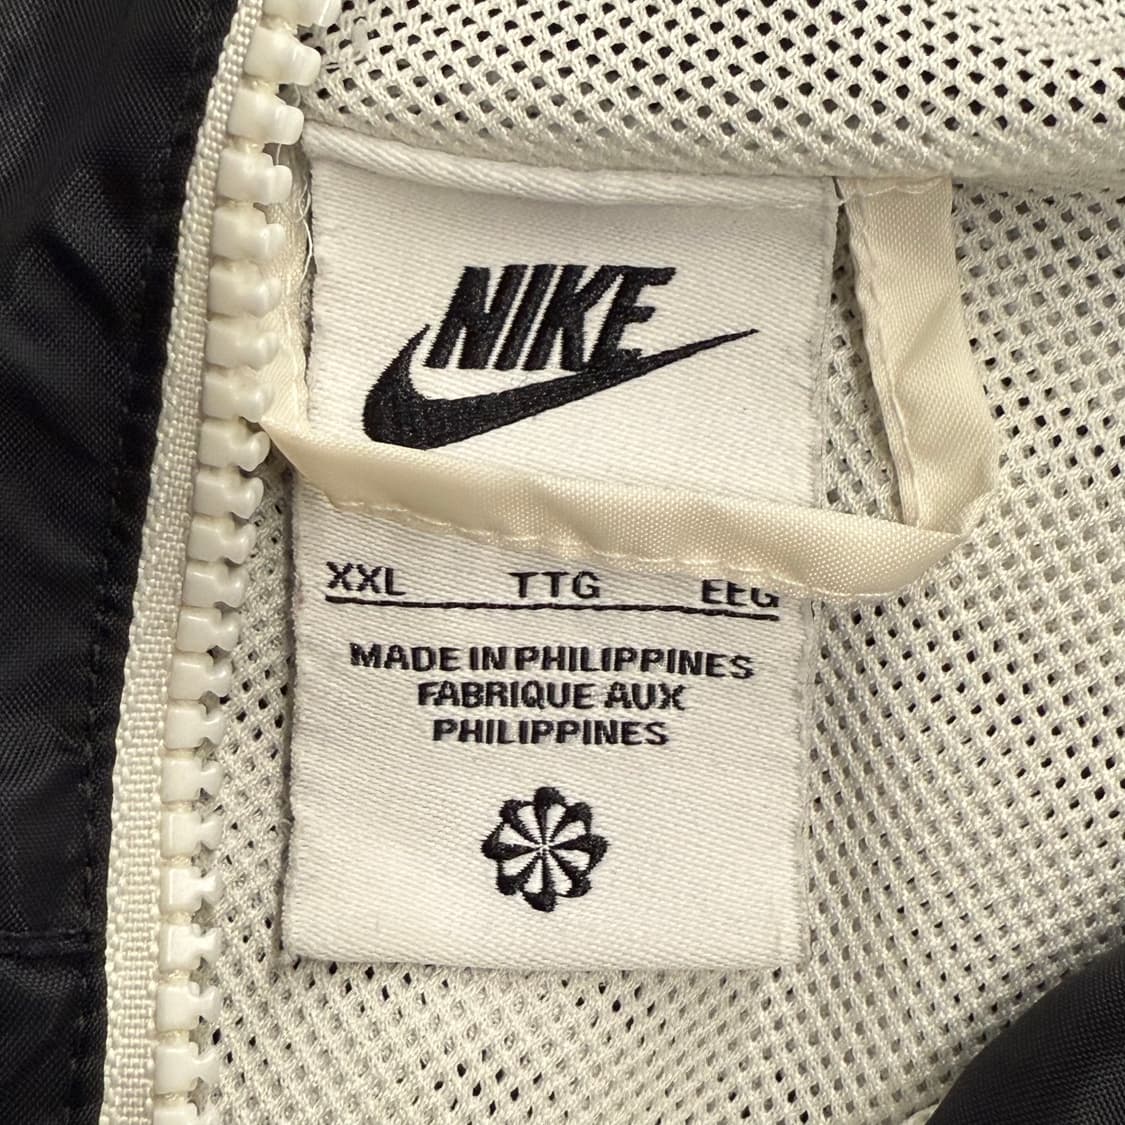 NIKE
XXL TTG EEG
MADE IN PHILIPPINES
FABRIQUE AUX
PHILIPPINES